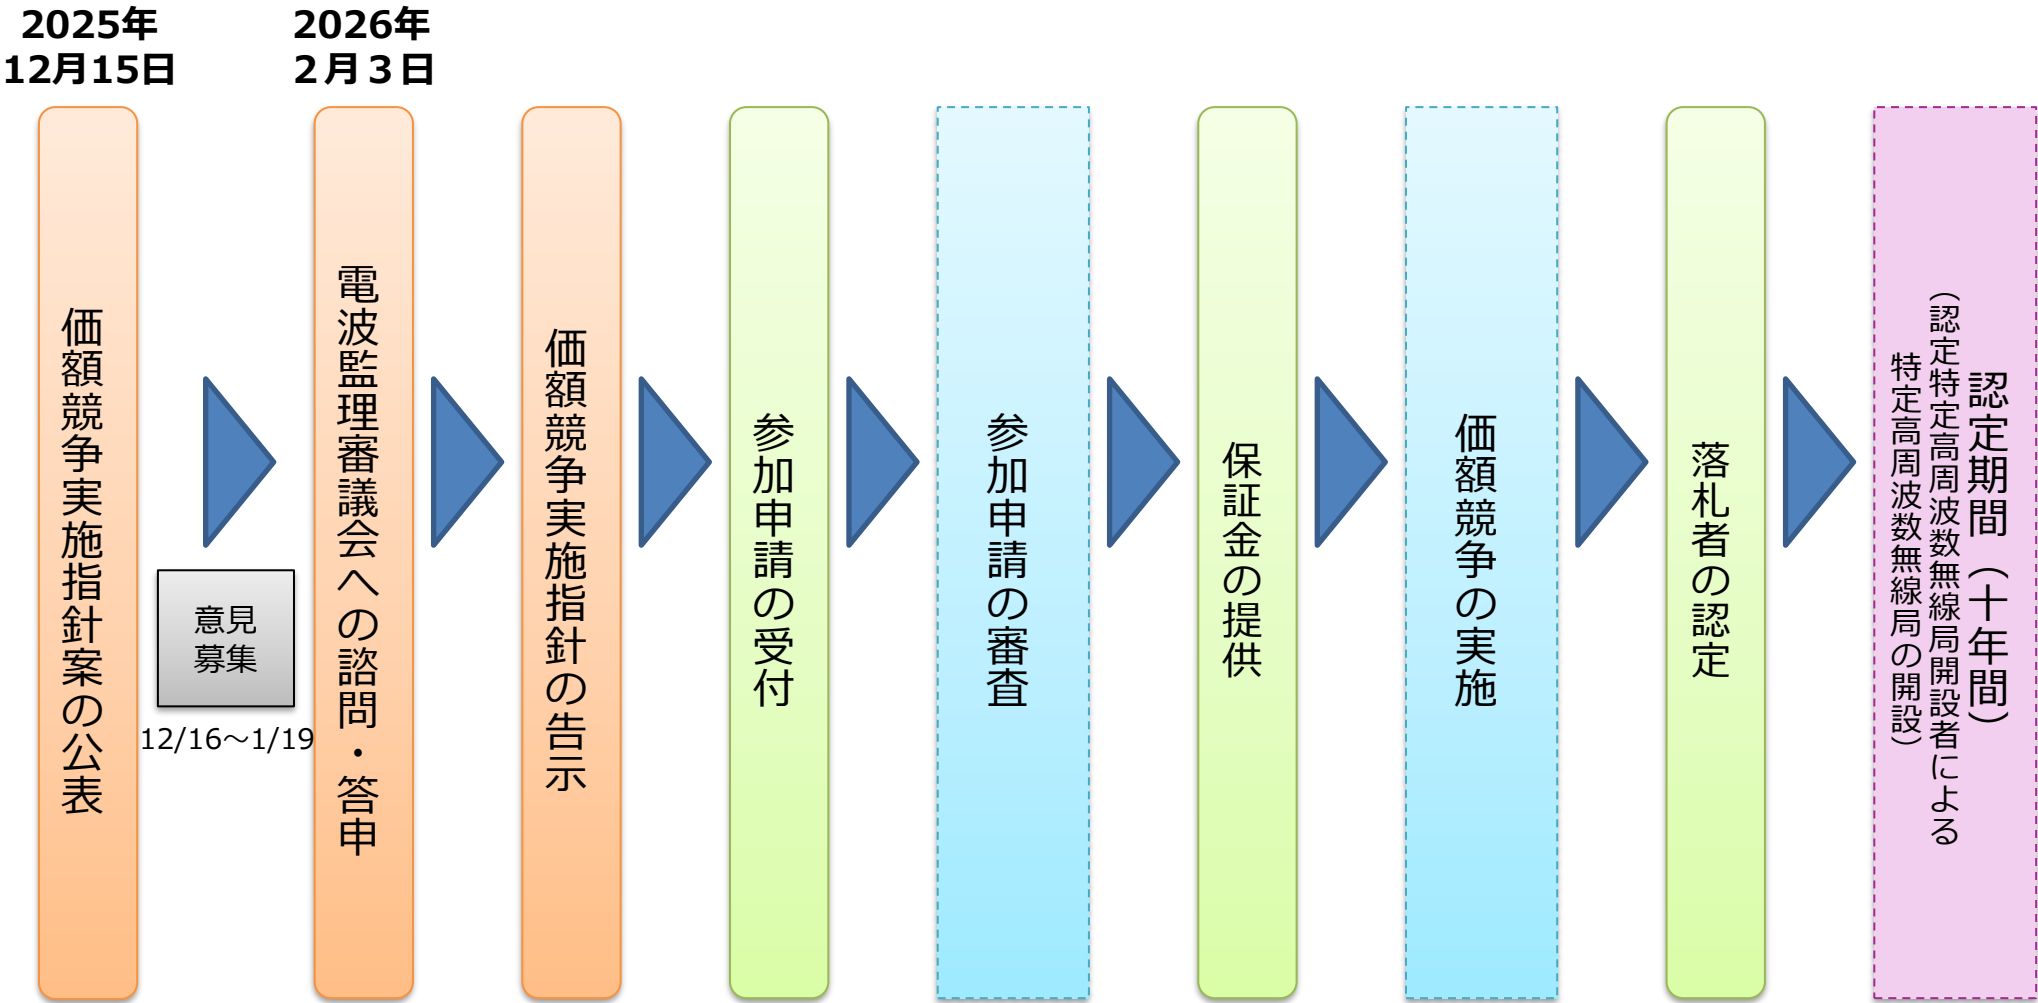 2025年
12月15日
2026年
２月３日
価額競争実施指針案の公表
意見
募集
12/16～1/19
電波監理審議会への諮問・答申
価額競争実施指針の告示
参加申請の受付
参加申請の審査
保証金の提供
価額競争の実施
落札者の認定
認定期間（十年間）
（認定特定高周波数無線局開設者による
特定高周波数無線局の開設）